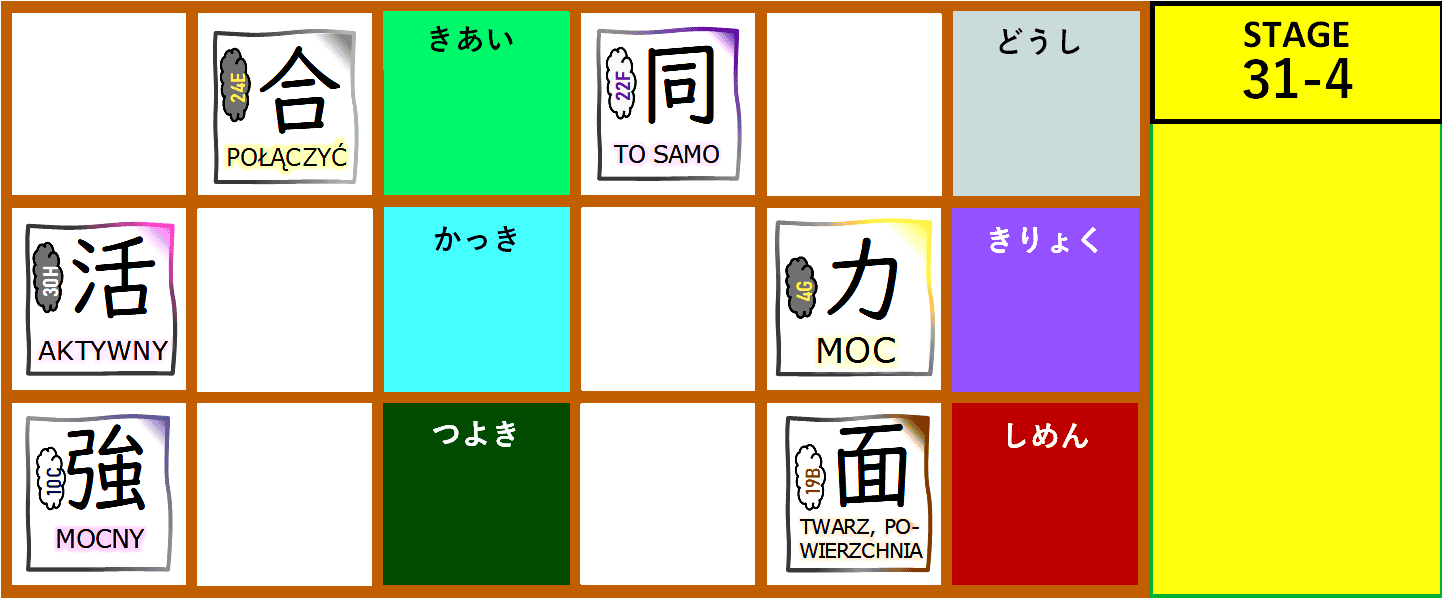 24E
合
POŁĄCZYĆ
きあい
22F
同
TO SAMO
どうし
STAGE
31-4
30H
活
AKTYWNY
かっき
4G
力
MOC
きりょく
10C
強
MOCNY
つよき
19B
面
TWARZ, PO-
WIERZCHNIA
しめん